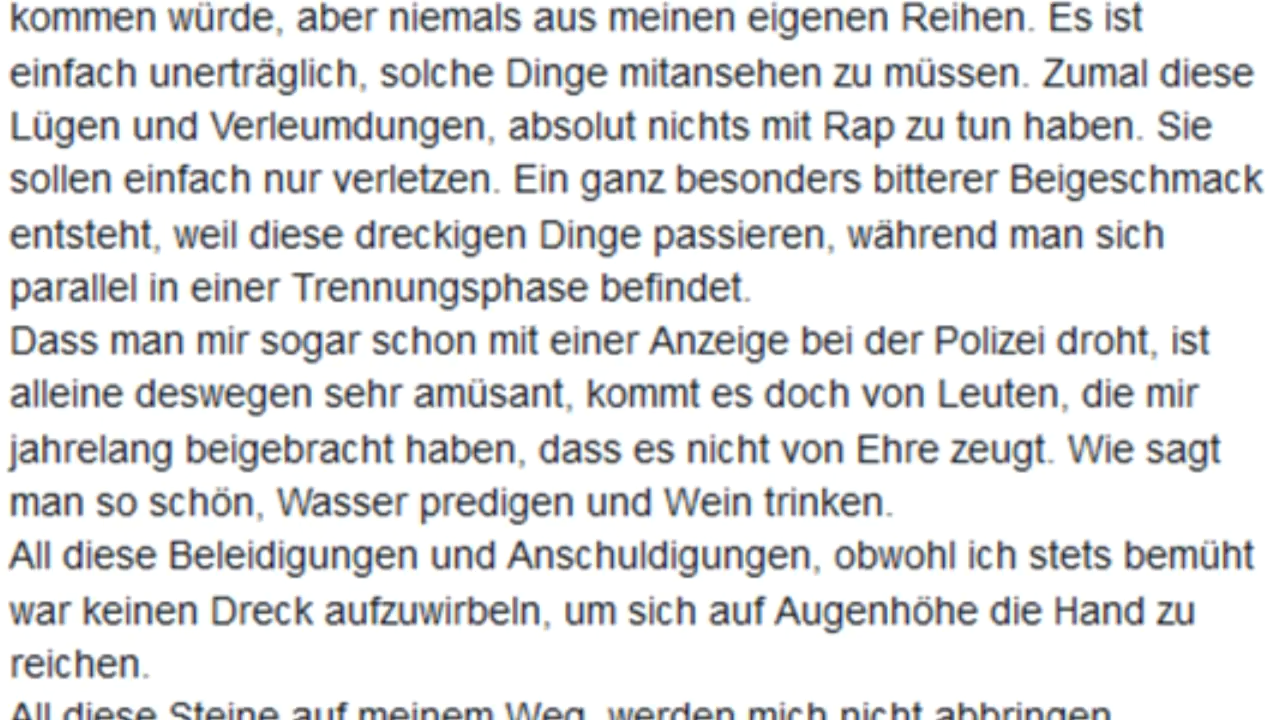 kommen würde, aber niemals aus meinen eigenen Reihen. Es ist
einfach unerträglich, solche Dinge mitansehen zu müssen. Zumal diese
Lügen und Verleumdungen, absolut nichts mit Rap zu tun haben. Sie
sollen einfach nur verletzen. Ein ganz besonders bitterer Beigeschmack
entsteht, weil diese dreckigen Dinge passieren, während man sich
parallel in einer Trennungsphase befindet.
Dass man mir sogar schon mit einer Anzeige bei der Polizei droht, ist
alleine deswegen sehr amüsant, kommt es doch von Leuten, die mir
jahrelang beigebracht haben, dass es nicht von Ehre zeugt. Wie sagt
man so schön, Wasser predigen und Wein trinken.
All diese Beleidigungen und Anschuldigungen, obwohl ich stets bemüht
war keinen Dreck aufzuwirbeln, um sich auf Augenhöhe die Hand zu
reichen.
All diese Steine auf meinem Weg, werden mich nicht abbringen